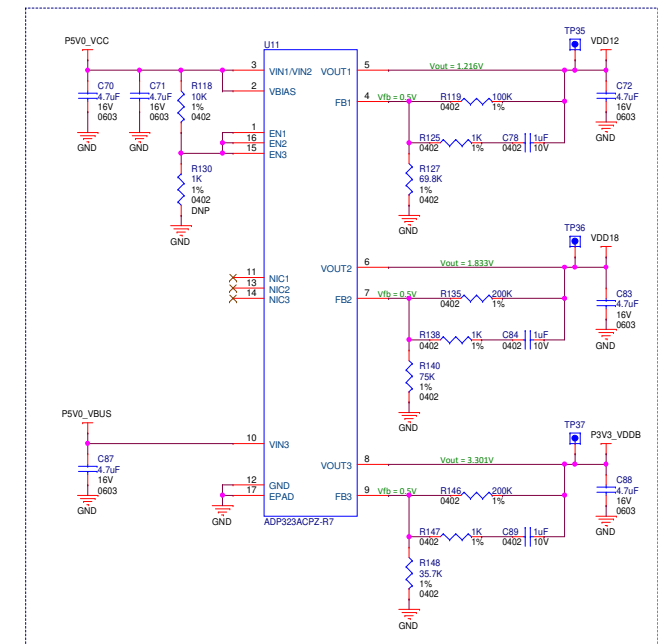 TP35
P5V0_VCC
U11
VDD12
3 VIN1/VIN2 VOUT1 5 Vout = 1.216V
C70 C71 R118 2 VBIAS C72
4.7uF 4.7uF 10K FB1 4 Vfb = 0.5V R119 100K 4.7uF
16V 16V 1% 0402 1% 16V
0603 0603 0402 0603
1 EN1
GND GND 16 EN2 R125 1K C78 1uF GND
15 EN3 0402 1% 0402 10V
R130 R127
1K 69.8K
1% 1%
0402 0402
DNP
GND GND
TP36
VDD18
VOUT2 6 Vout = 1.833V
11 NIC1
13 NIC2
14 NIC3 FB2 7 Vfb = 0.5V R135 200K C83
0402 1% 4.7uF
16V
0603
R138 1K C84 1uF GND
0402 1% 0402 10V
R140
75K
1%
0402
P5V0_VBUS GND
TP37
P3V3_VDDB
10 VIN3
C87 VOUT3 8 Vout = 3.301V
4.7uF
16V 12 GND C88
0603 17 EPAD FB3 9 Vfb = 0.5V R146 200K 4.7uF
0402 1% 16V
0603
GND GND ADP323ACPZ-R7
R147 1K C89 1uF GND
0402 1% 0402 10V
R148
35.7K
1%
0402
GND